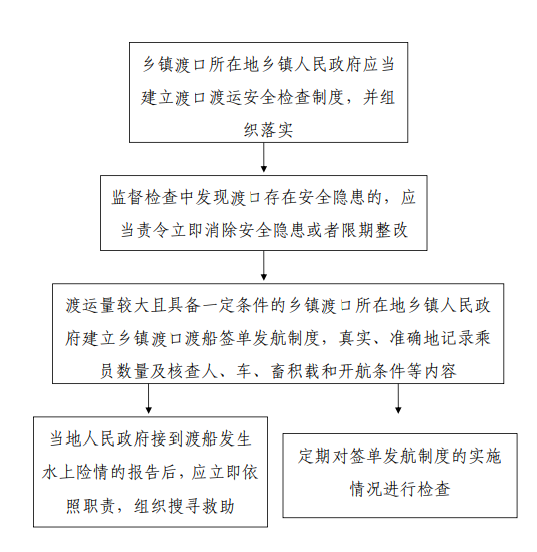 乡镇渡口所在地乡镇人民政府应当
建立渡口渡运安全检查制度，并组
织落实
监督检查中发现渡口存在安全隐患的，应
当责令立即消除安全隐患或者限期整改
渡运量较大且具备一定条件的乡镇渡口所在地乡镇人民政
府建立乡镇渡口渡船签单发航制度，真实、准确地记录乘
员数量及核查人、车、畜积载和开航条件等内容
当地人民政府接到渡船发生
水上险情的报告后，应立即依
照职责，组织搜寻救助
定期对签单发航制度的实施
情况进行检查